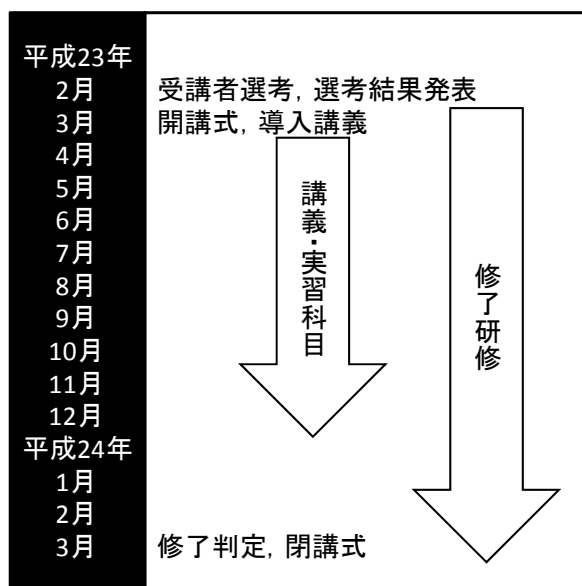 平成23年
2月 受講者選考，選考結果発表
3月 開講式，導入講義
4月
5月
6月
7月
8月
9月
10月
11月
12月
平成24年
1月
2月
3月 修了判定，閉講式
講義・実習科目
修了研修